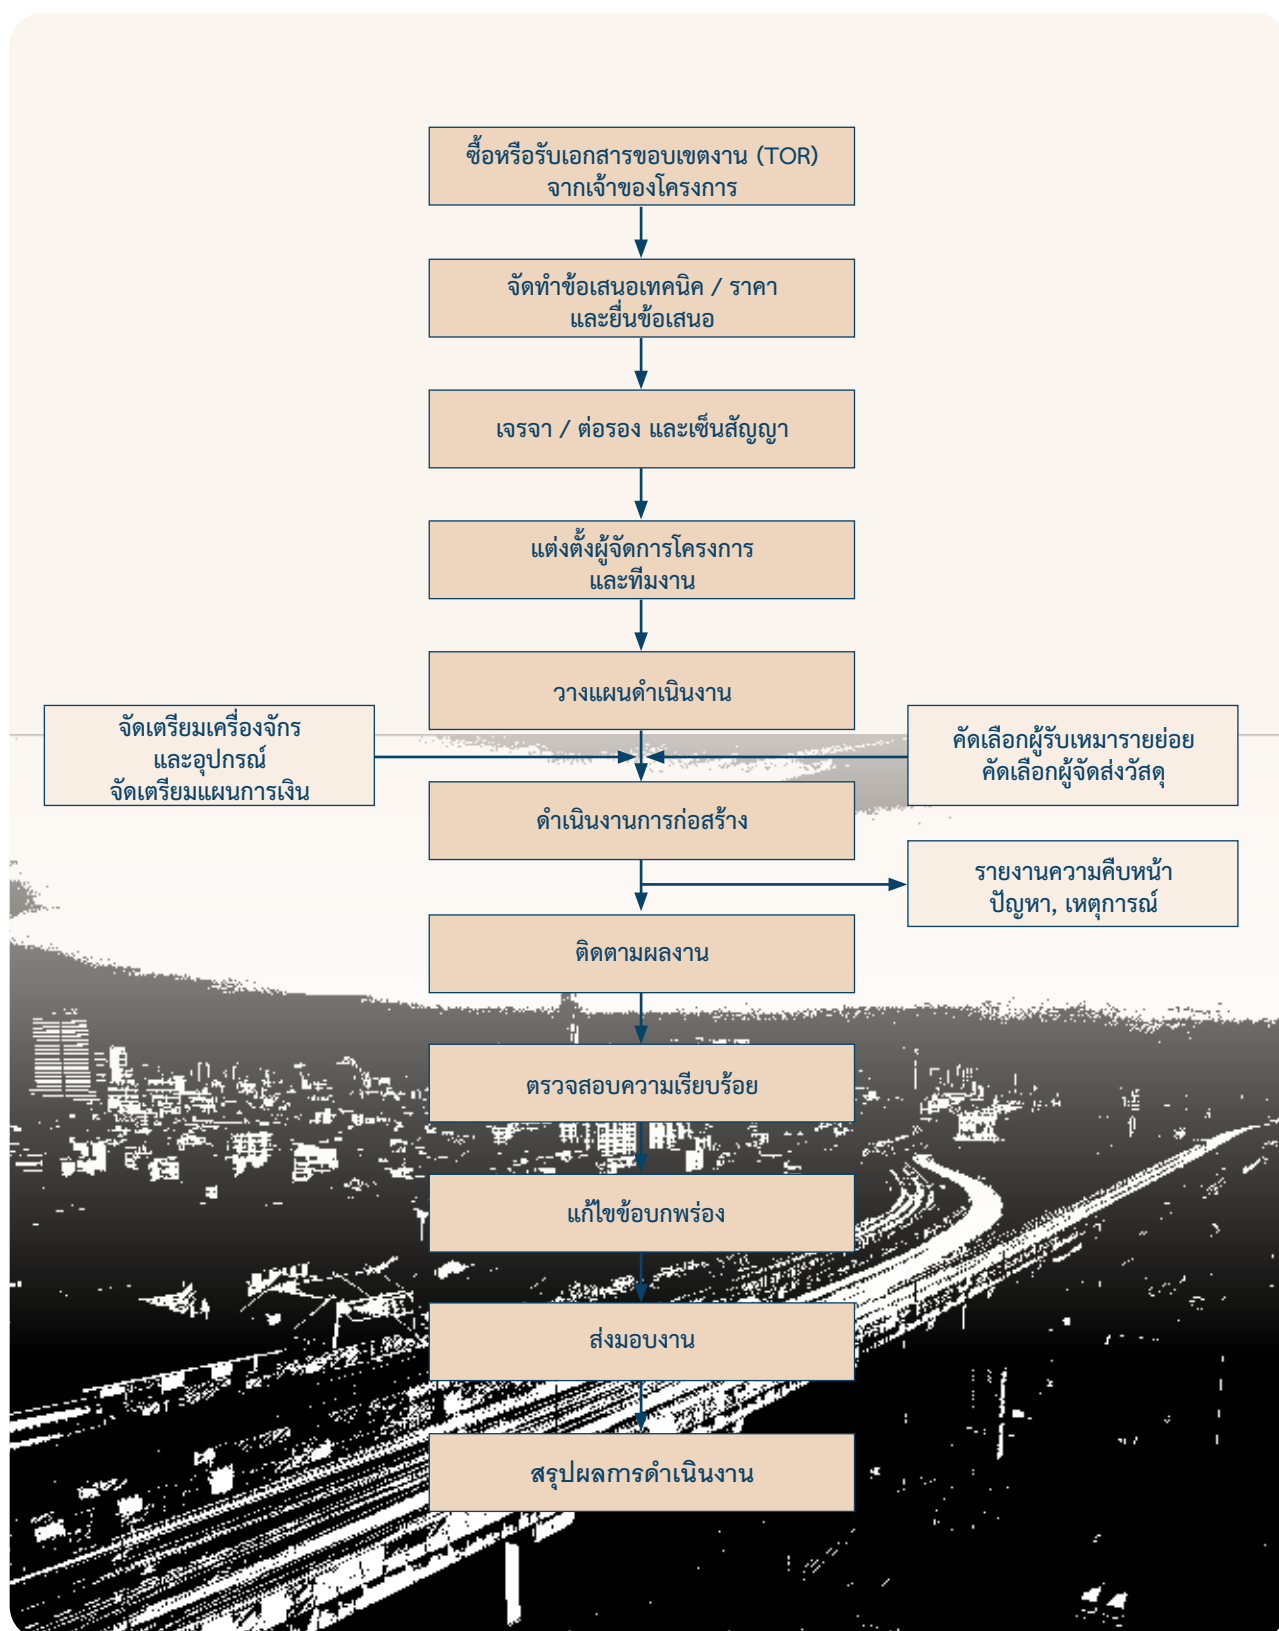 ซื้อหรือรับเอกสารขอบเขตงาน (TOR)
จากเจ้าของโครงการ
จัดทำข้อเสนอเทคนิค / ราคา
และยื่นข้อเสนอ
เจรจา / ต่อรอง และเซ็นสัญญา
แต่งตั้งผู้จัดการโครงการ
และทีมงาน
วางแผนดำเนินงาน
จัดเตรียมเครื่องจักร
และอุปกรณ์
จัดเตรียมแผนการเงิน
คัดเลือกผู้รับเหมารายย่อย
คัดเลือกผู้จัดส่งวัสดุ
ดำเนินงานการก่อสร้าง
รายงานความคืบหน้า
ปัญหา, เหตุการณ์
ติดตามผลงาน
ตรวจสอบความเรียบร้อย
แก้ไขข้อบกพร่อง
ส่งมอบงาน
สรุปผลการดำเนินงาน